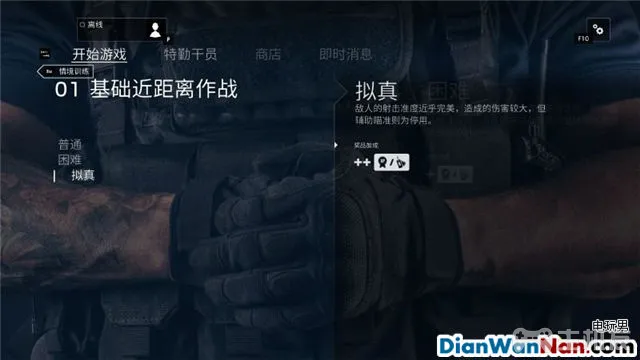 离线
P
F10
开始游戏 特勤干员 商店 即时消息
情境训练
01 基础近距离作战
普通
困难
拟真
拟真 困难
敌人的射击准度近乎完美，造成的伤害较大，但
辅助瞄准则为停用。
奖品发成
++
电玩男
DianWanNan.com